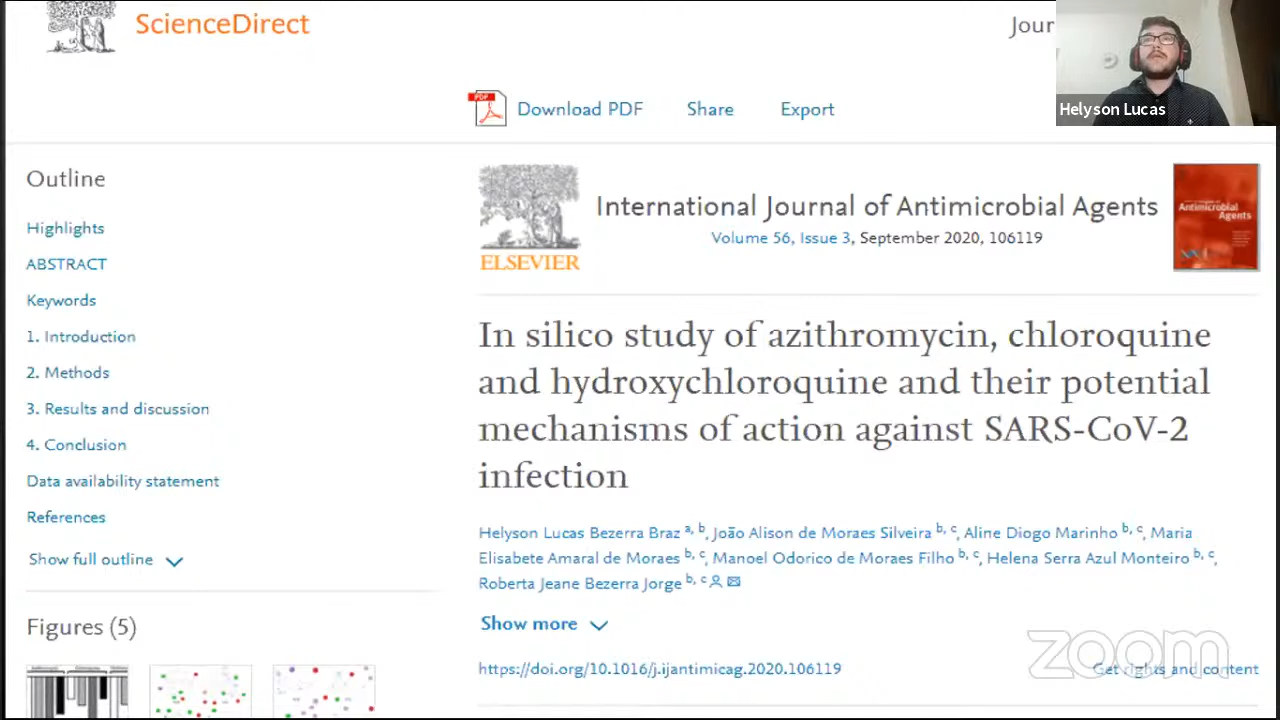 ScienceDirect
Jour
Helyson Lucas
PDF
Download PDF
Share
Export
Outline
Highlights
ABSTRACT
Keywords
1. Introduction
2. Methods
3. Results and discussion
4. Conclusion
Data availability statement
References
Show full outline
Figures (5)
ELSEVIER
International Journal of Antimicrobial Agents
Volume 56, Issue 3, September 2020, 106119
Antimicrobial
Agents
In silico study of azithromycin, chloroquine
and hydroxychloroquine and their potential
mechanisms of action against SARS-CoV-2
infection
Helyson Lucas Bezerra Braz a, b, João Alison de Moraes Silveira b, c, Aline Diogo Marinho b, c, Maria
Elisabete Amaral de Moraes b, c, Manoel Odorico de Moraes Filho b, c, Helena Serra Azul Monteiro b, c,
Roberta Jeane Bezerra Jorge b, c
Show more
https://doi.org/10.1016/j.ijantimicag.2020.106119
Get rights and content
zoom